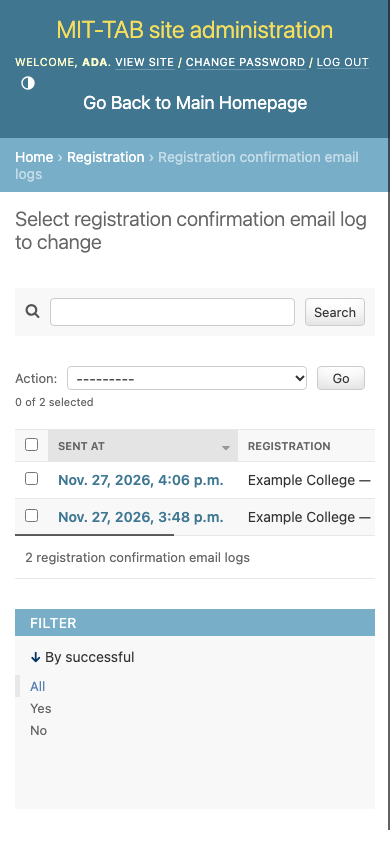 MIT-TAB site administration
WELCOME, ADA. VIEW SITE / CHANGE PASSWORD / LOG OUT
Go Back to Main Homepage
Home › Registration › Registration confirmation email
logs
Select registration confirmation email log
to change
Search
Action: ---------
Go
0 of 2 selected
SENT AT REGISTRATION
Nov. 27, 2026, 4:06 p.m. Example College —
Nov. 27, 2026, 3:48 p.m. Example College —
2 registration confirmation email logs
FILTER
↓ By successful
All
Yes
No